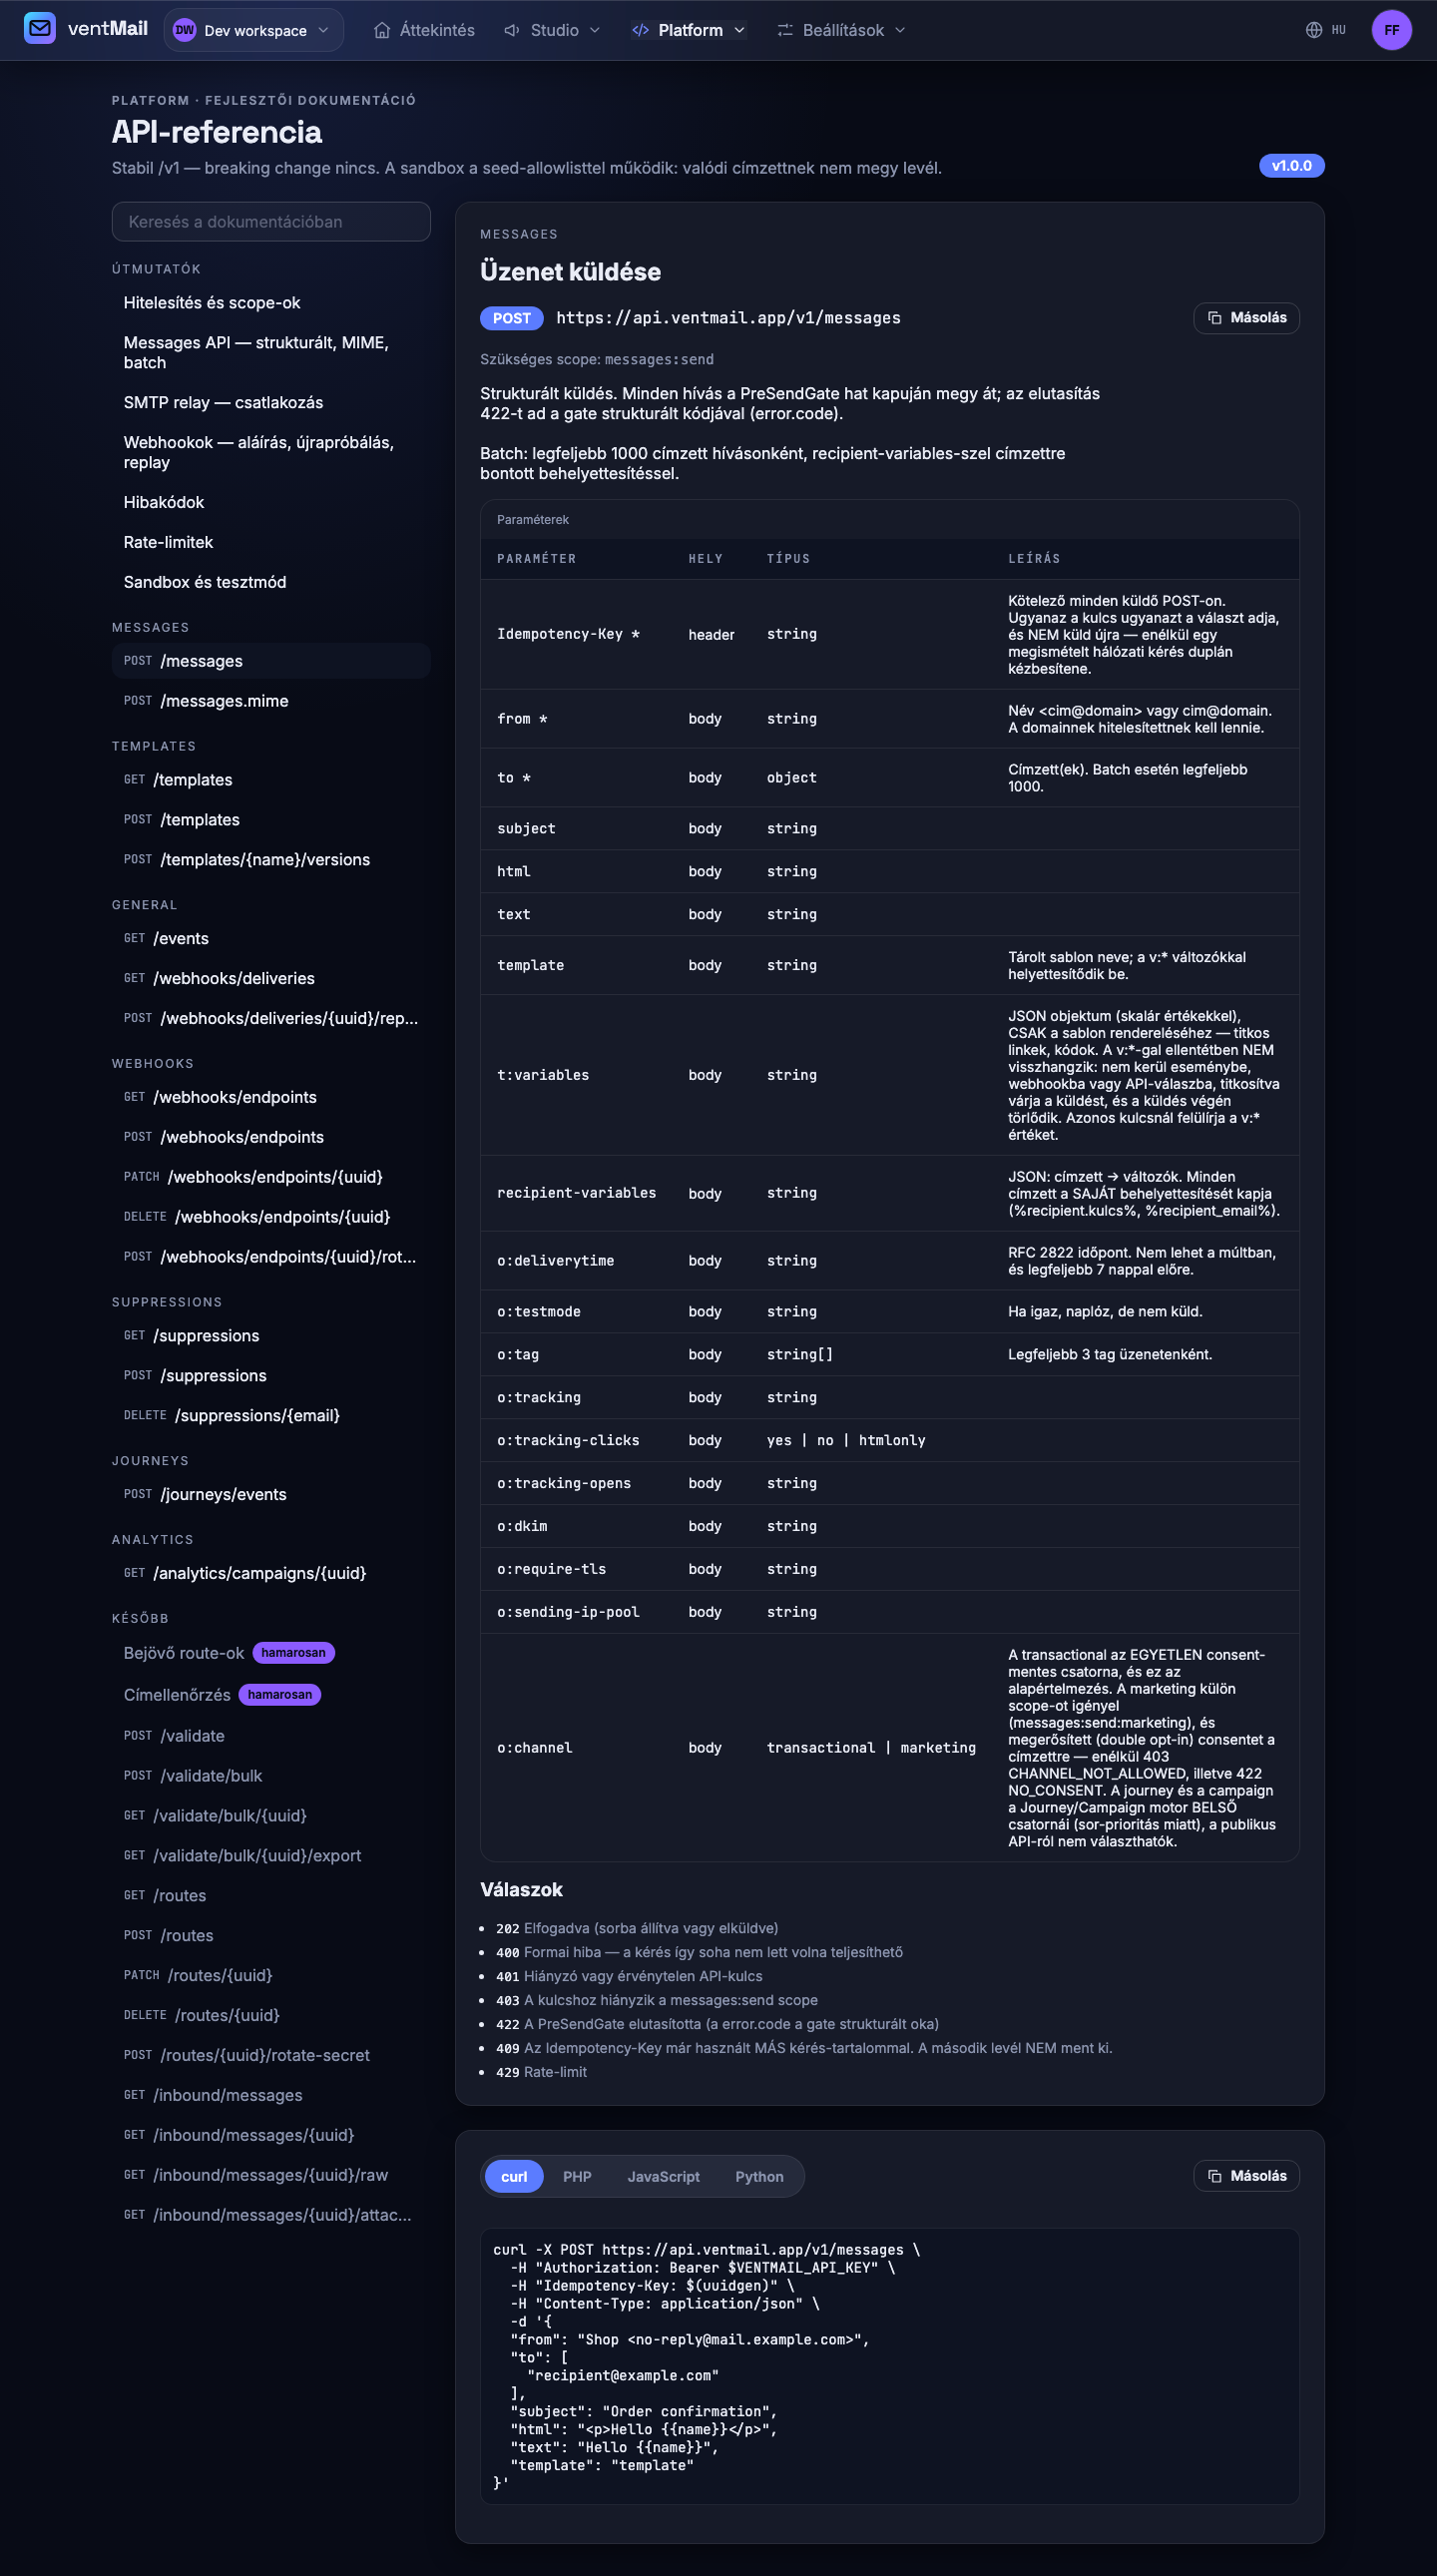 ventMail
DW Dev workspace
Áttekintés
Studio
Platform
Beállítások
HU
FF
PLATFORM · FEJLESZTŐI DOKUMENTÁCIÓ
API-referencia
Stabil /v1 — breaking change nincs. A sandbox a seed-allowlisttel működik: valódi címzettnek nem megy levél.
v1.0.0
Keresés a dokumentációban
ÚTMUTATÓK
Hitelesítés és scope-ok
Messages API — strukturált, MIME,
batch
SMTP relay — csatlakozás
Webhookok — aláírás, újrapróbálás,
replay
Hibakódok
Rate-limitek
Sandbox és tesztmód
MESSAGES
POST /messages
POST /messages.mime
TEMPLATES
GET /templates
POST /templates
POST /templates/{name}/versions
GENERAL
GET /events
GET /webhooks/deliveries
POST /webhooks/deliveries/{uuid}/rep...
WEBHOOKS
GET /webhooks/endpoints
POST /webhooks/endpoints
PATCH /webhooks/endpoints/{uuid}
DELETE /webhooks/endpoints/{uuid}
POST /webhooks/endpoints/{uuid}/rot...
SUPPRESSIONS
GET /suppressions
POST /suppressions
DELETE /suppressions/{email}
JOURNEYS
POST /journeys/events
ANALYTICS
GET /analytics/campaigns/{uuid}
KÉSŐBB
Bejövő route-ok hamarosan
Címellenőrzés hamarosan
POST /validate
POST /validate/bulk
GET /validate/bulk/{uuid}
GET /validate/bulk/{uuid}/export
GET /routes
POST /routes
PATCH /routes/{uuid}
DELETE /routes/{uuid}
POST /routes/{uuid}/rotate-secret
GET /inbound/messages
GET /inbound/messages/{uuid}
GET /inbound/messages/{uuid}/raw
GET /inbound/messages/{uuid}/attac...
MESSAGES
Üzenet küldése
POST https://api.ventmail.app/v1/messages
Másolás
Szükséges scope: messages:send
Strukturált küldés. Minden hívás a PreSendGate hat kapuján megy át; az elutasítás
422-t ad a gate strukturált kódjával (error.code).
Batch: legfeljebb 1000 címzett hívásonként, recipient-variables-szel címzettre
bontott behelyettesítéssel.
Paraméterek
PARAMÉTER HELY TÍPUS LEÍRÁS
Idempotency-Key * header string
Kötelező minden küldő POST-on.
Ugyanaz a kulcs ugyanazt a választ adja,
és NEM küld újra — enélkül egy
megismételt hálózati kérés duplán
kézbesítene.
from * body string
Név <cim@domain> vagy cim@domain.
A domainnek hitelesítettnek kell lennie.
to * body object
Címzett(ek). Batch esetén legfeljebb
1000.
subject body string
html body string
text body string
template body string
Tárolt sablon neve; a v:* változókkal
helyettesítődik be.
t:variables body string
JSON objektum (skalár értékekkel),
CSAK a sablon rendereléséhez — titkos
linkek, kódok. A v:*-gal ellentétben NEM
visszhangzik: nem kerül eseménybe,
webhookba vagy API-válaszba, titkosítva
várja a küldést, és a küldés végén
törlődik. Azonos kulcsnál felülírja a v:*
értéket.
recipient-variables body string
JSON: címzett → változók. Minden
címzett a SAJÁT behelyettesítését kapja
(%recipient.kulcs%, %recipient_email%).
o:deliverytime body string
RFC 2822 időpont. Nem lehet a múltban,
és legfeljebb 7 nappal előre.
o:testmode body string Ha igaz, naplóz, de nem küld.
o:tag body string[] Legfeljebb 3 tag üzenetenként.
o:tracking body string
o:tracking-clicks body yes | no | htmlonly
o:tracking-opens body string
o:dkim body string
o:require-tls body string
o:sending-ip-pool body string
o:channel body transactional | marketing
A transactional az EGYETLEN consent-
mentes csatorna, és ez az
alapértelmezés. A marketing külön
scope-ot igényel
(messages:send:marketing), és
megerősített (double opt-in) consentet a
címzettre — enélkül 403
CHANNEL_NOT_ALLOWED, illetve 422
NO_CONSENT. A journey és a campaign
a Journey/Campaign motor BELSŐ
csatornái (sor-prioritás miatt), a publikus
API-ról nem választhatók.
Válaszok
• 202 Elfogadva (sorba állítva vagy elküldve)
• 400 Formai hiba — a kérés így soha nem lett volna teljesíthető
• 401 Hiányzó vagy érvénytelen API-kulcs
• 403 A kulcshoz hiányzik a messages:send scope
• 422 A PreSendGate elutasította (a error.code a gate strukturált oka)
• 409 Az Idempotency-Key már használt MÁS kérés-tartalommal. A második levél NEM ment ki.
• 429 Rate-limit
curl PHP JavaScript Python
Másolás
curl -X POST https://api.ventmail.app/v1/messages \
  -H "Authorization: Bearer $VENTMAIL_API_KEY" \
  -H "Idempotency-Key: $(uuidgen)" \
  -H "Content-Type: application/json" \
  -d '{
  "from": "Shop <no-reply@mail.example.com>",
  "to": [
    "recipient@example.com"
  ],
  "subject": "Order confirmation",
  "html": "<p>Hello {{name}}</p>",
  "text": "Hello {{name}}",
  "template": "template"
}'